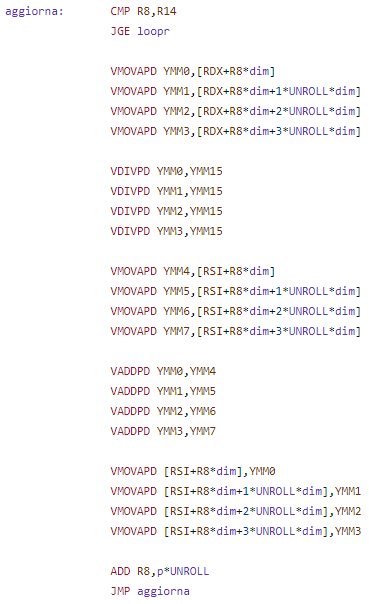 aggiorna: CMP R8,R14
JGE loopr
VMOVAPD YMM0,[RDX+R8*dim]
VMOVAPD YMM1,[RDX+R8*dim+1*UNROLL*dim]
VMOVAPD YMM2,[RDX+R8*dim+2*UNROLL*dim]
VMOVAPD YMM3,[RDX+R8*dim+3*UNROLL*dim]
VDIVPD YMM0,YMM15
VDIVPD YMM1,YMM15
VDIVPD YMM2,YMM15
VDIVPD YMM3,YMM15
VMOVAPD YMM4,[RSI+R8*dim]
VMOVAPD YMM5,[RSI+R8*dim+1*UNROLL*dim]
VMOVAPD YMM6,[RSI+R8*dim+2*UNROLL*dim]
VMOVAPD YMM7,[RSI+R8*dim+3*UNROLL*dim]
VADDPD YMM0,YMM4
VADDPD YMM1,YMM5
VADDPD YMM2,YMM6
VADDPD YMM3,YMM7
VMOVAPD [RSI+R8*dim],YMM0
VMOVAPD [RSI+R8*dim+1*UNROLL*dim],YMM1
VMOVAPD [RSI+R8*dim+2*UNROLL*dim],YMM2
VMOVAPD [RSI+R8*dim+3*UNROLL*dim],YMM3
ADD R8,p*UNROLL
JMP aggiorna